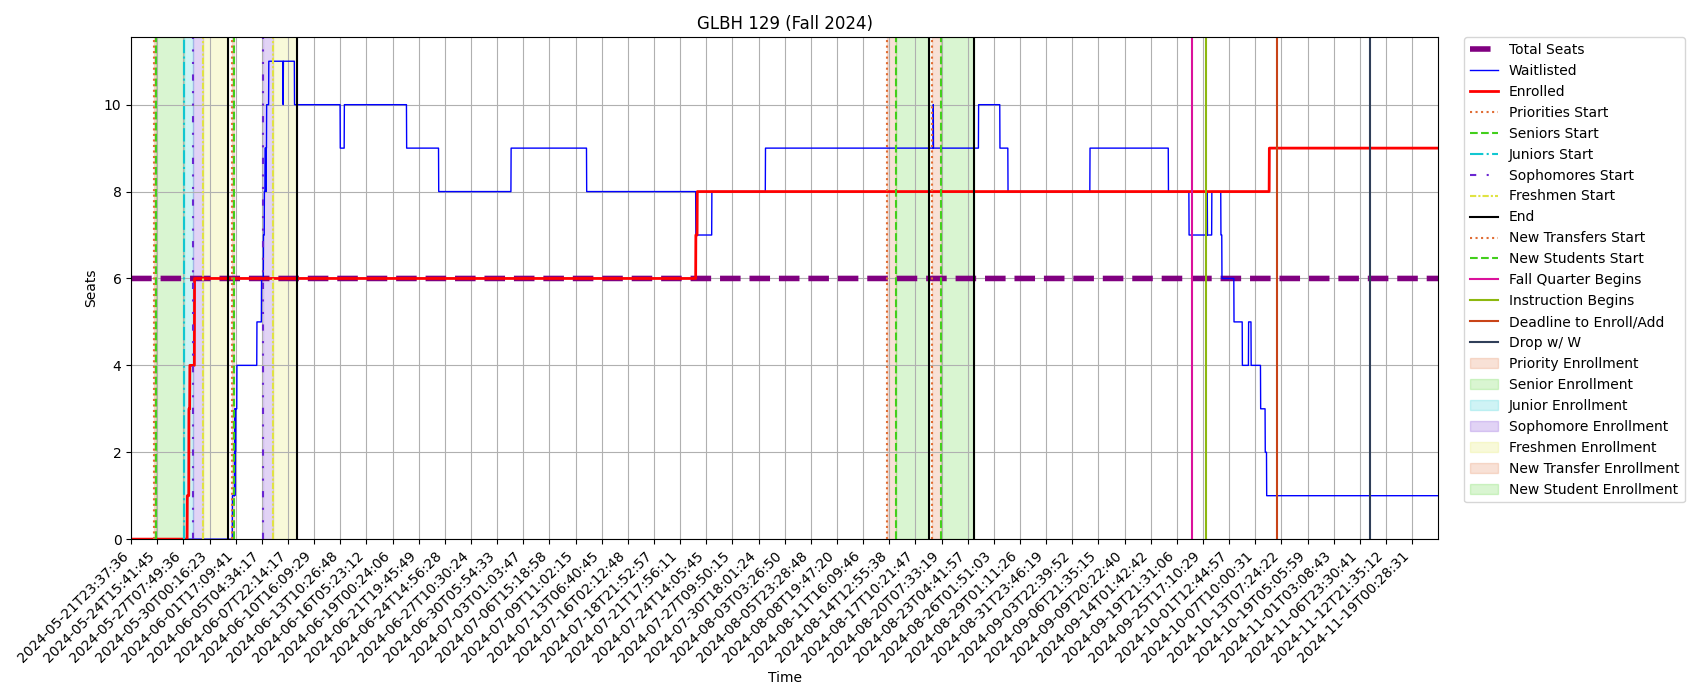 GLBH 129 (Fall 2024)
Seats
10
8
6
4
2
0
2024-05-21T23:37:36
2024-05-24T15:41:45
2024-05-27T07:49:36
2024-05-30T00:16:23
2024-06-01T17:09:41
2024-06-05T04:34:17
2024-06-07T22:14:17
2024-06-10T16:09:29
2024-06-13T10:26:48
2024-06-16T05:23:12
2024-06-19T00:24:06
2024-06-21T19:45:49
2024-06-24T14:56:28
2024-06-27T10:30:24
2024-06-30T05:54:33
2024-07-03T01:03:47
2024-07-06T15:18:58
2024-07-09T11:02:15
2024-07-13T06:40:45
2024-07-16T02:12:48
2024-07-18T21:52:57
2024-07-21T17:56:11
2024-07-24T14:05:45
2024-07-27T09:50:15
2024-07-30T18:01:24
2024-08-03T03:26:50
2024-08-05T23:28:48
2024-08-08T19:47:20
2024-08-11T16:09:46
2024-08-14T12:55:38
2024-08-17T10:21:47
2024-08-20T07:33:19
2024-08-23T04:41:57
2024-08-26T01:51:03
2024-08-29T01:11:26
2024-08-31T23:46:19
2024-09-03T22:39:52
2024-09-06T21:35:15
2024-09-09T20:22:40
2024-09-14T01:42:42
2024-09-19T21:31:06
2024-09-25T17:10:29
2024-10-01T12:44:57
2024-10-07T10:00:31
2024-10-13T07:24:22
2024-10-19T05:05:59
2024-11-01T03:08:43
2024-11-06T23:30:41
2024-11-12T21:35:12
2024-11-19T00:28:31
Time
Total Seats
Waitlisted
Enrolled
Priorities Start
Seniors Start
Juniors Start
Sophomores Start
Freshmen Start
End
New Transfers Start
New Students Start
Fall Quarter Begins
Instruction Begins
Deadline to Enroll/Add
Drop w/ W
Priority Enrollment
Senior Enrollment
Junior Enrollment
Sophomore Enrollment
Freshmen Enrollment
New Transfer Enrollment
New Student Enrollment